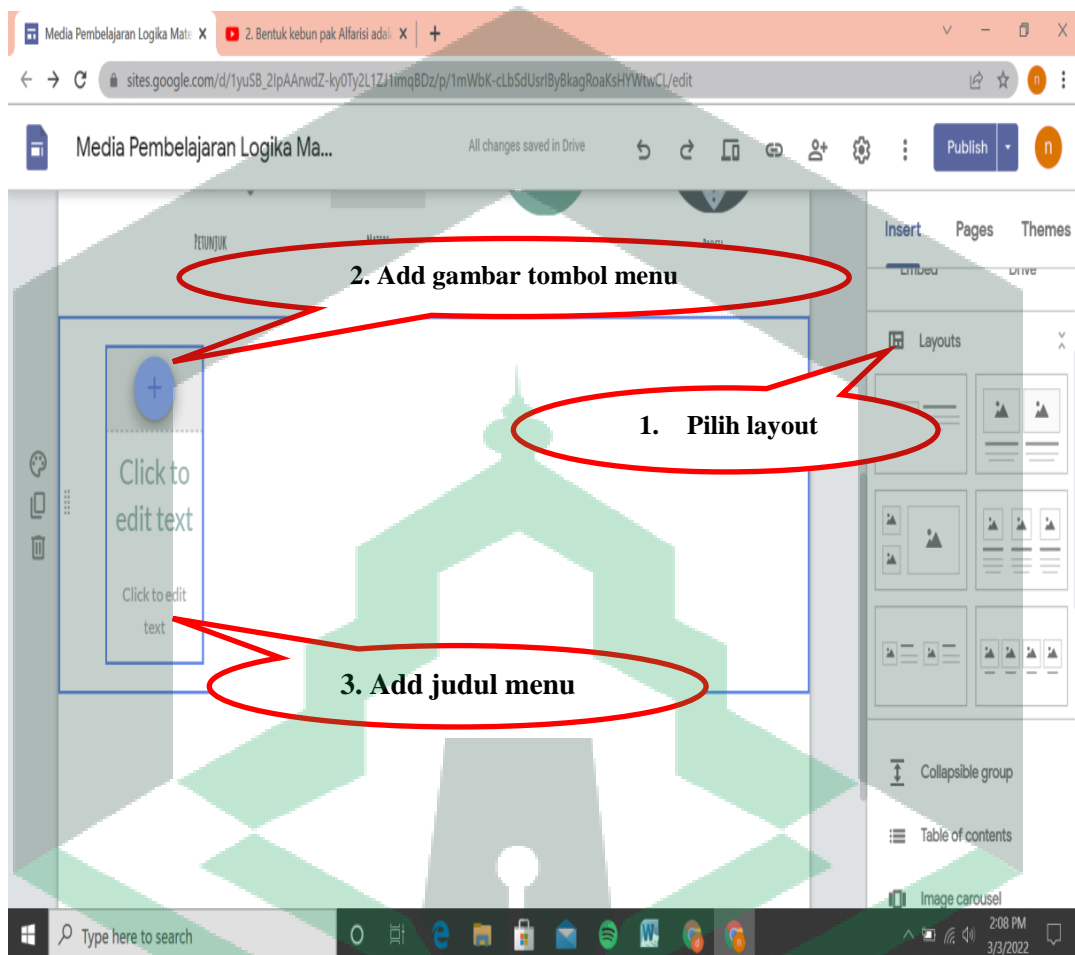 Media Pembelajaran Logika Mate
2. Bentuk kebun pak Alfarisi adal
sites.google.com/d/1yuSB_2lpAArwdZ-ky0Ty2L1ZJ1imqBDz/p/1mWbK-cLbSdUsrlByBkagRoaKsHYWtwCL/edit
n
Media Pembelajaran Logika Ma...
All changes saved in Drive
Publish
n
Insert Pages Themes
Embed Drive
PETUNJUK
MATERI
PROFIL
2. Add gambar tombol menu
Layouts
1. Pilih layout
Click to
edit text
Click to edit
text
3. Add judul menu
Collapsible group
Table of contents
Image carousel
Type here to search
2:08 PM
3/3/2022